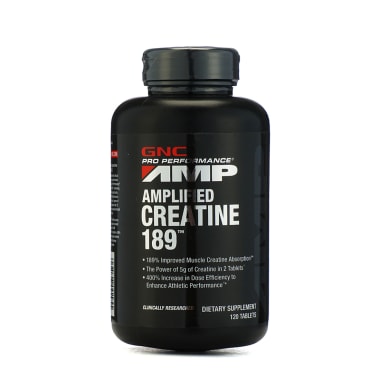 GNC
PRO PERFORMANCE®
AMP
AMPLIFIED
CREATINE
189™
• 189% Improved Muscle Creatine Absorption^
• The Power of 5g of Creatine in 2 Tablets
• 400% Increase in Dose Efficiency to
Enhance Athletic Performance
CLINICALLY RESEARCHED
DIETARY SUPPLEMENT
120 TABLETS